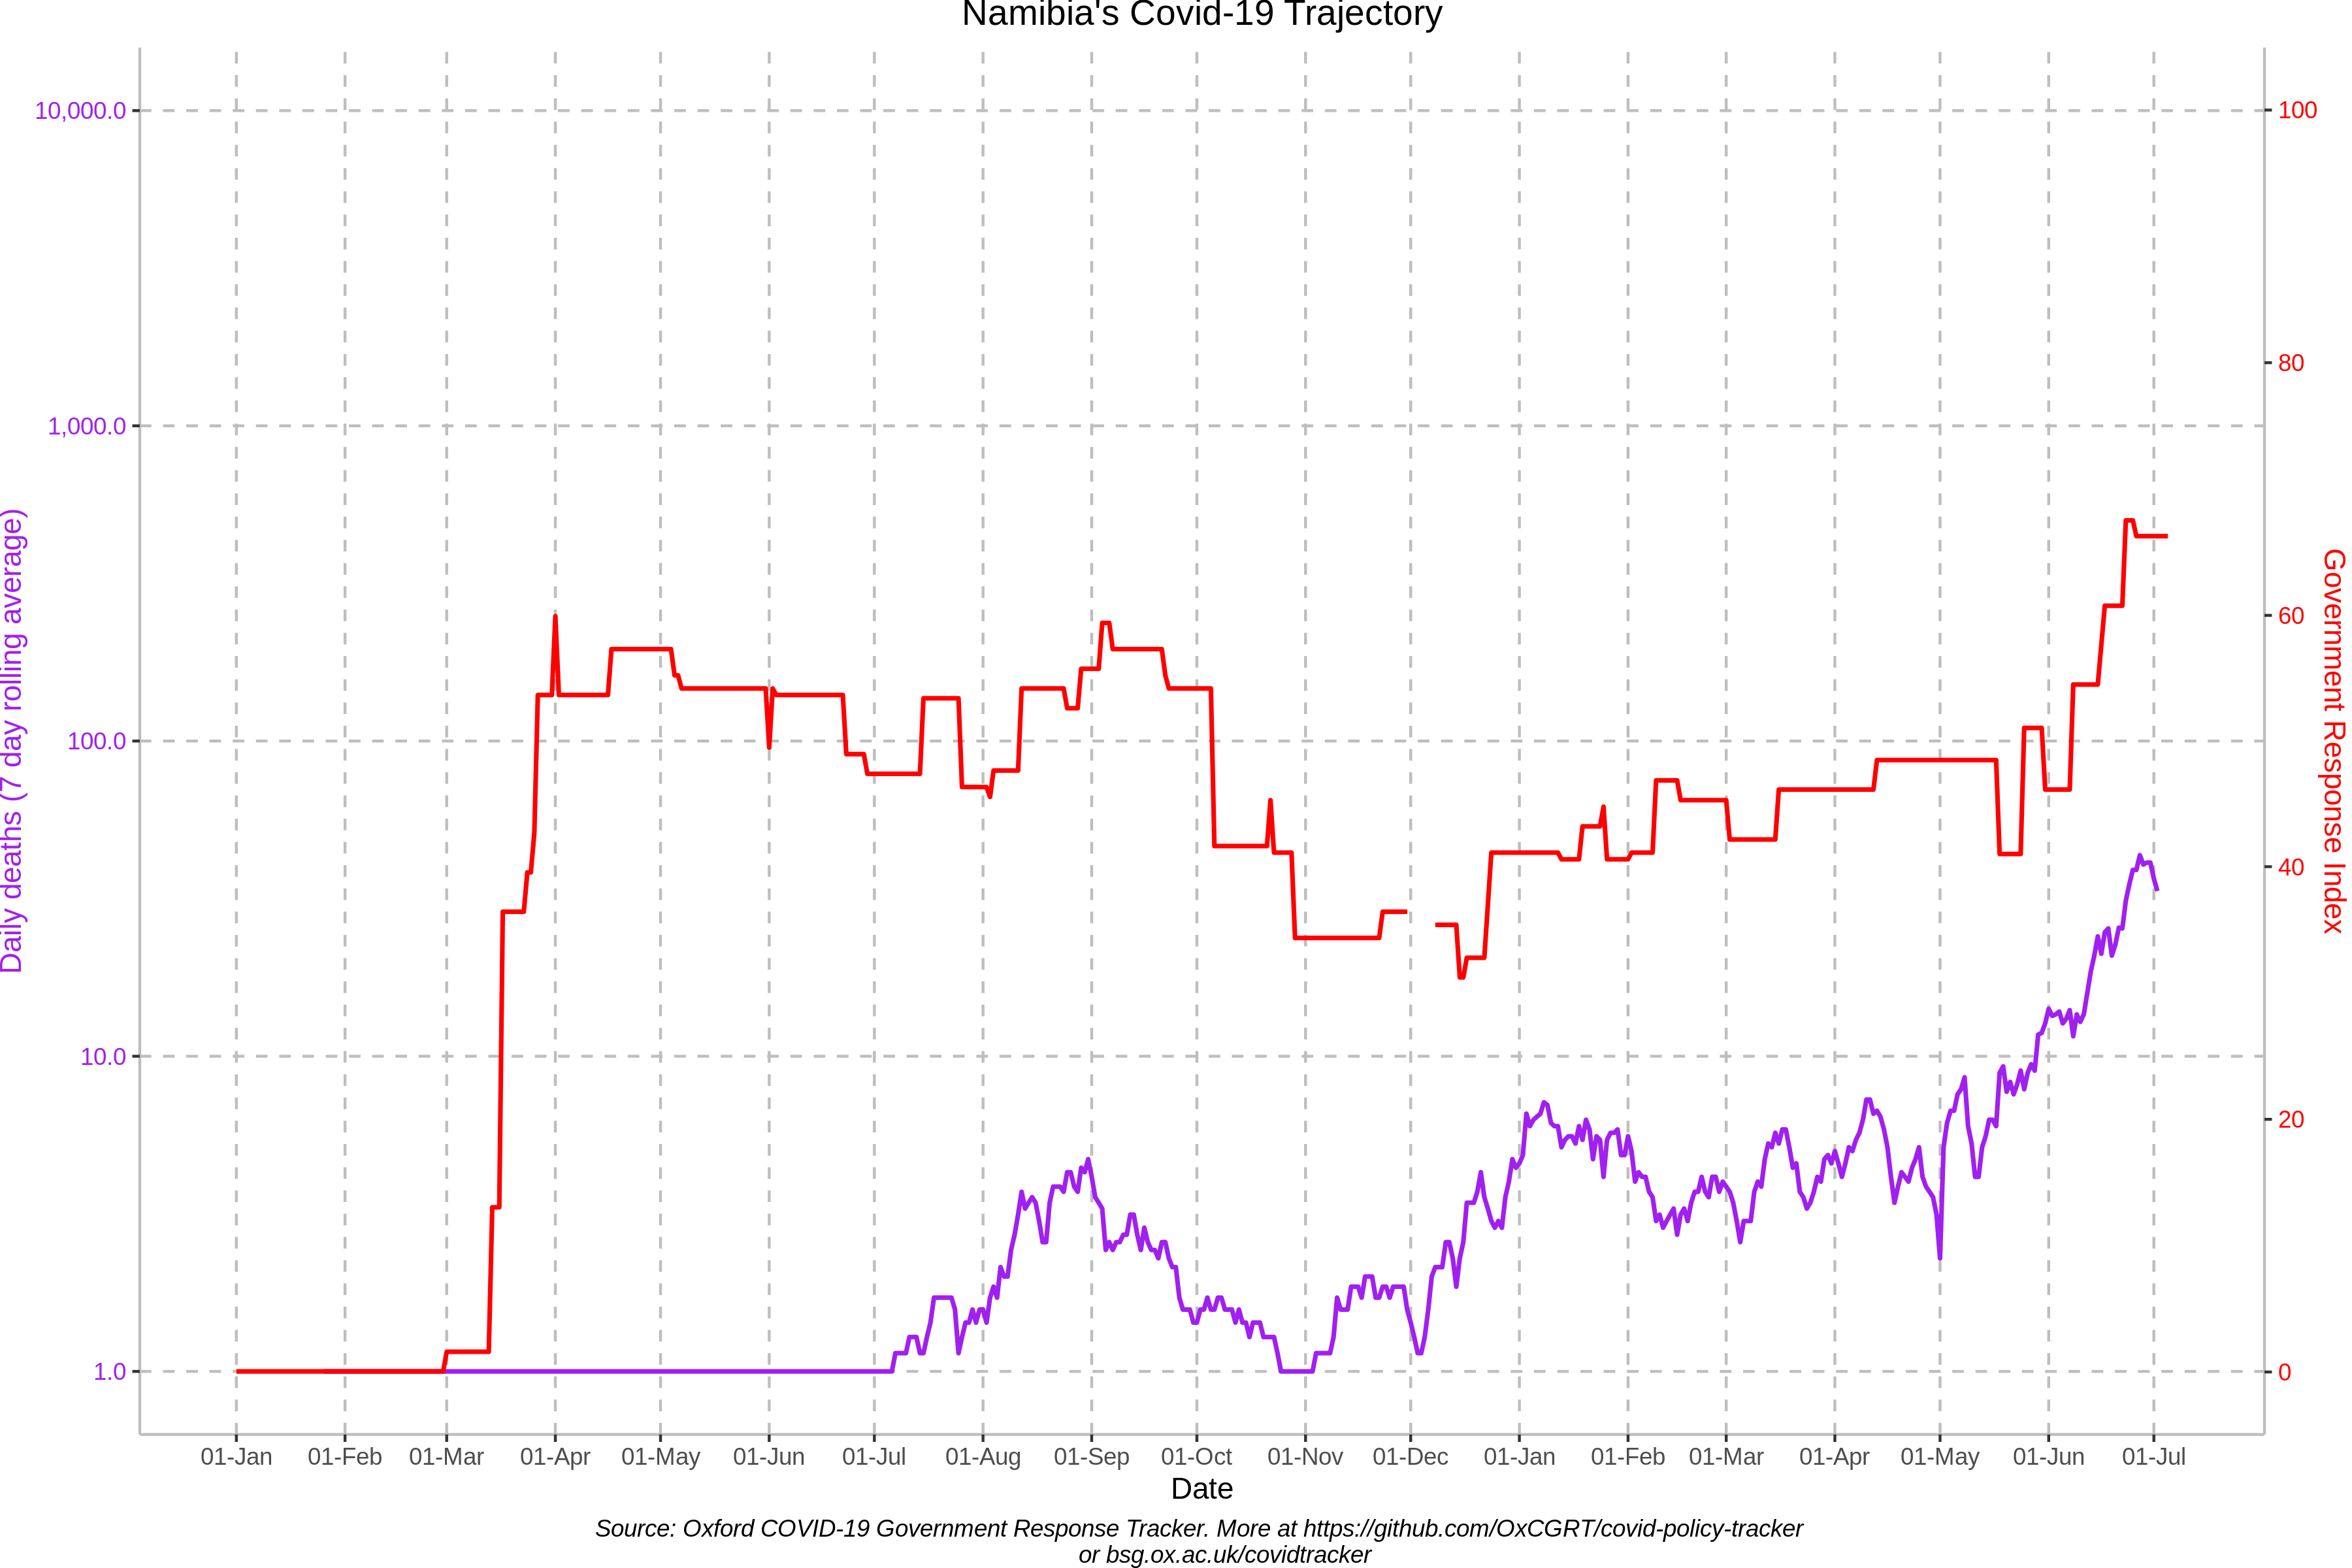 Namibia's Covid-19 Trajectory
10,000.0
1,000.0
100.0
10.0
1.0
Daily deaths (7 day rolling average)
100
80
60
40
20
0
Government Response Index
01-Jan 01-Feb 01-Mar 01-Apr 01-May 01-Jun 01-Jul 01-Aug 01-Sep 01-Oct 01-Nov 01-Dec 01-Jan 01-Feb 01-Mar 01-Apr 01-May 01-Jun 01-Jul
Date
Source: Oxford COVID-19 Government Response Tracker. More at https://github.com/OxCGRT/covid-policy-tracker
or bsg.ox.ac.uk/covidtracker